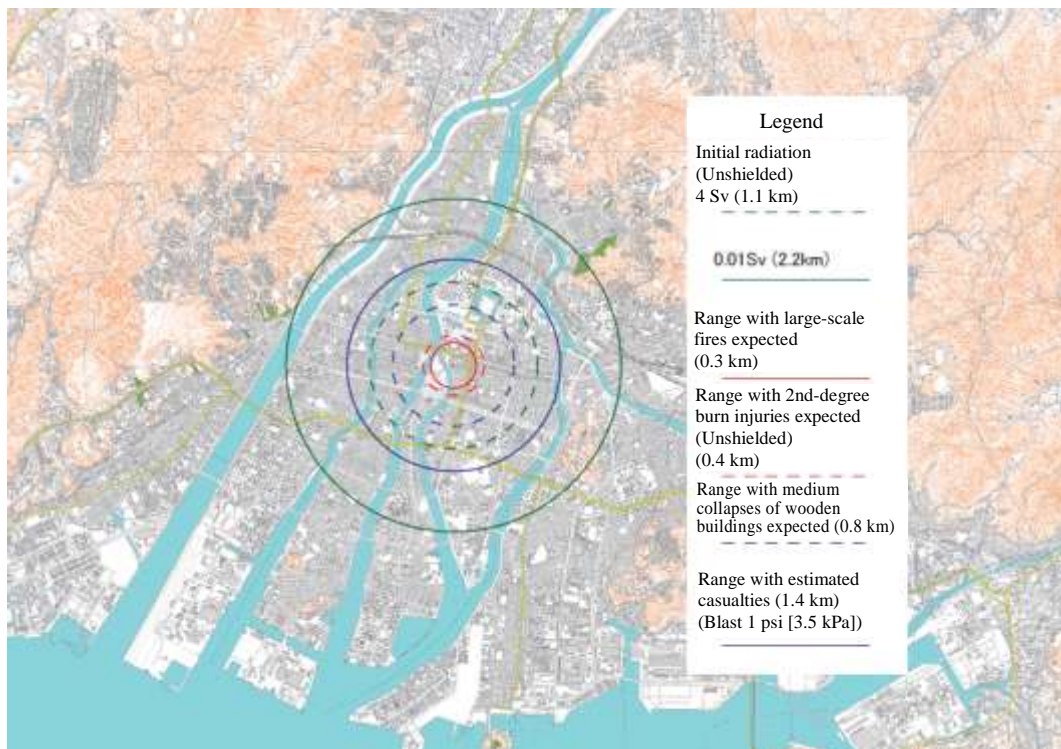 Legend
Initial radiation
(Unshielded)
4 Sv (1.1 km)
0.01Sv (2.2km)
Range with large-scale
fires expected
(0.3 km)
Range with 2nd-degree
burn injuries expected
(Unshielded)
(0.4 km)
Range with medium
collapses of wooden
buildings expected (0.8 km)
Range with estimated
casualties (1.4 km)
(Blast 1 psi [3.5 kPa])